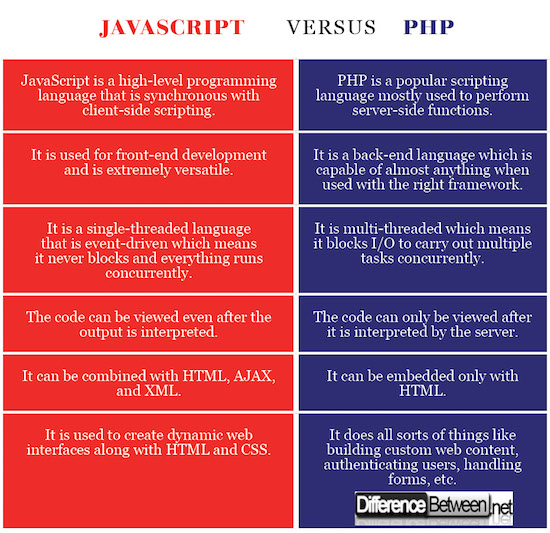 JAVASCRIPT VERSUS PHP
JavaScript is a high-level programming
language that is synchronous with
client-side scripting.
PHP is a popular scripting
language mostly used to perform
server-side functions.
It is used for front-end development
and is extremely versatile.
It is a back-end language which is
capable of almost anything when
used with the right framework.
It is a single-threaded language
that is event-driven which means
it never blocks and everything runs
concurrently.
It is multi-threaded which means
it blocks I/O to carry out multiple
tasks concurrently.
The code can be viewed even after the
output is interpreted.
The code can only be viewed after
it is interpreted by the server.
It can be combined with HTML, AJAX,
and XML.
It can be embedded only with
HTML.
It is used to create dynamic web
interfaces along with HTML and CSS.
It does all sorts of things like
building custom web content,
authenticating users, handling
forms, etc.
Difference Between.net